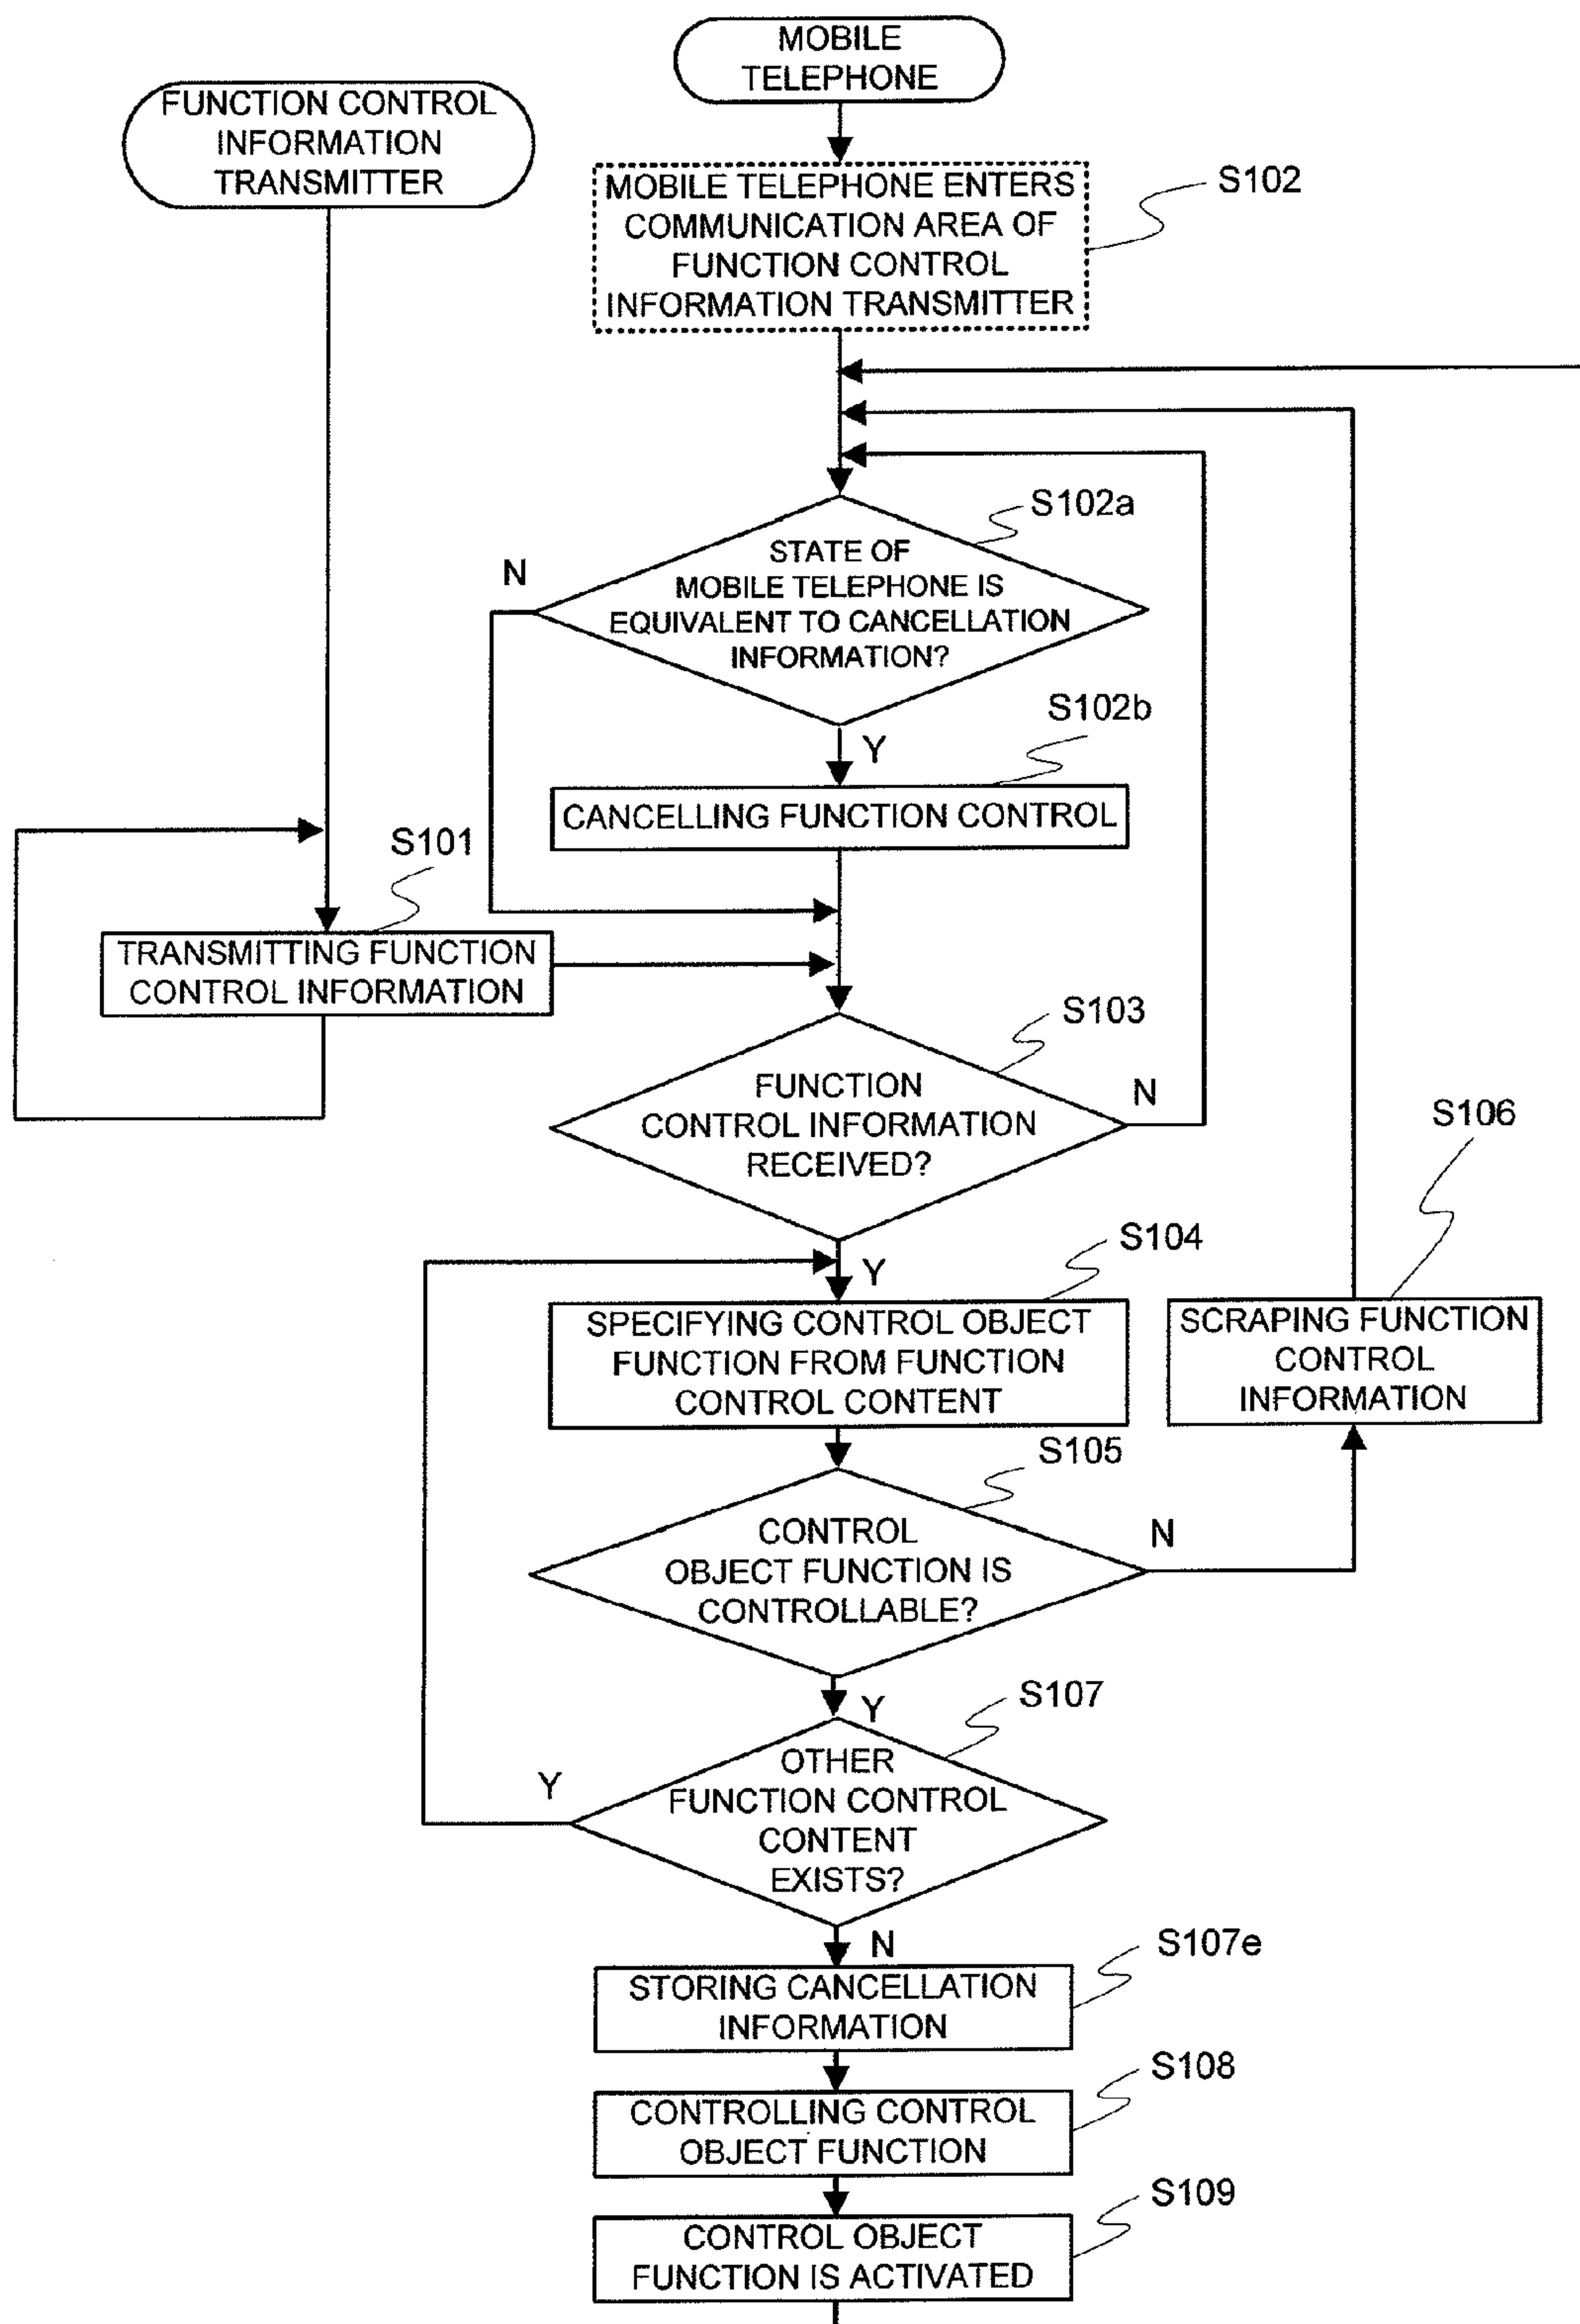 MOBILE
TELEPHONE
FUNCTION CONTROL
INFORMATION
TRANSMITTER
MOBILE TELEPHONE ENTERS
COMMUNICATION AREA OF
FUNCTION CONTROL
INFORMATION TRANSMITTER
S102
S102a
STATE OF
MOBILE TELEPHONE IS
EQUIVALENT TO CANCELLATION
INFORMATION?
N
Y
S102b
CANCELLING FUNCTION CONTROL
S101
TRANSMITTING FUNCTION
CONTROL INFORMATION
S103
FUNCTION
CONTROL INFORMATION
RECEIVED?
N
Y
S104
SPECIFYING CONTROL OBJECT
FUNCTION FROM FUNCTION
CONTROL CONTENT
S106
SCRAPING FUNCTION
CONTROL
INFORMATION
S105
CONTROL
OBJECT FUNCTION IS
CONTROLLABLE?
N
Y
S107
OTHER
FUNCTION CONTROL
CONTENT
EXISTS?
Y
N
S107e
STORING CANCELLATION
INFORMATION
S108
CONTROLLING CONTROL
OBJECT FUNCTION
S109
CONTROL OBJECT
FUNCTION IS ACTIVATED